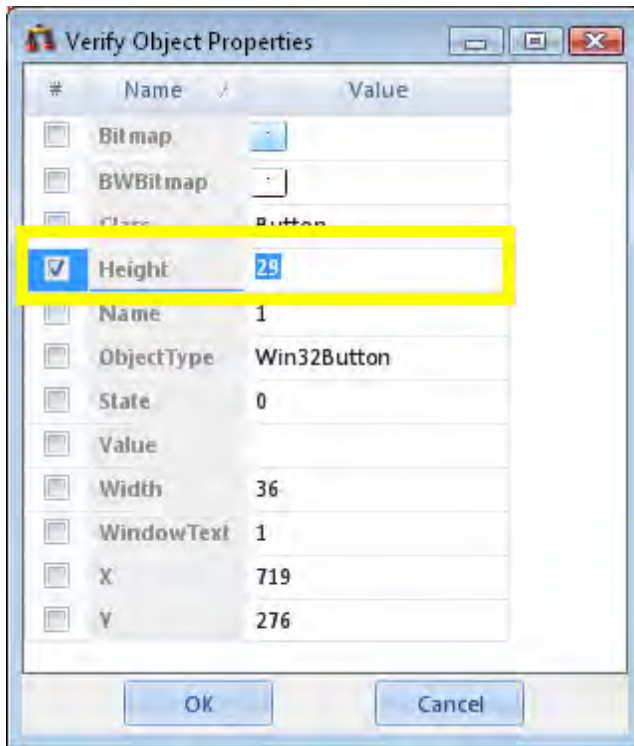 Verify Object Properties
# Name Value
Bitmap
BWBitmap
Class Button
Height 29
Name 1
ObjectType Win32Button
State 0
Value
Width 36
WindowText 1
X 719
Y 276
OK Cancel